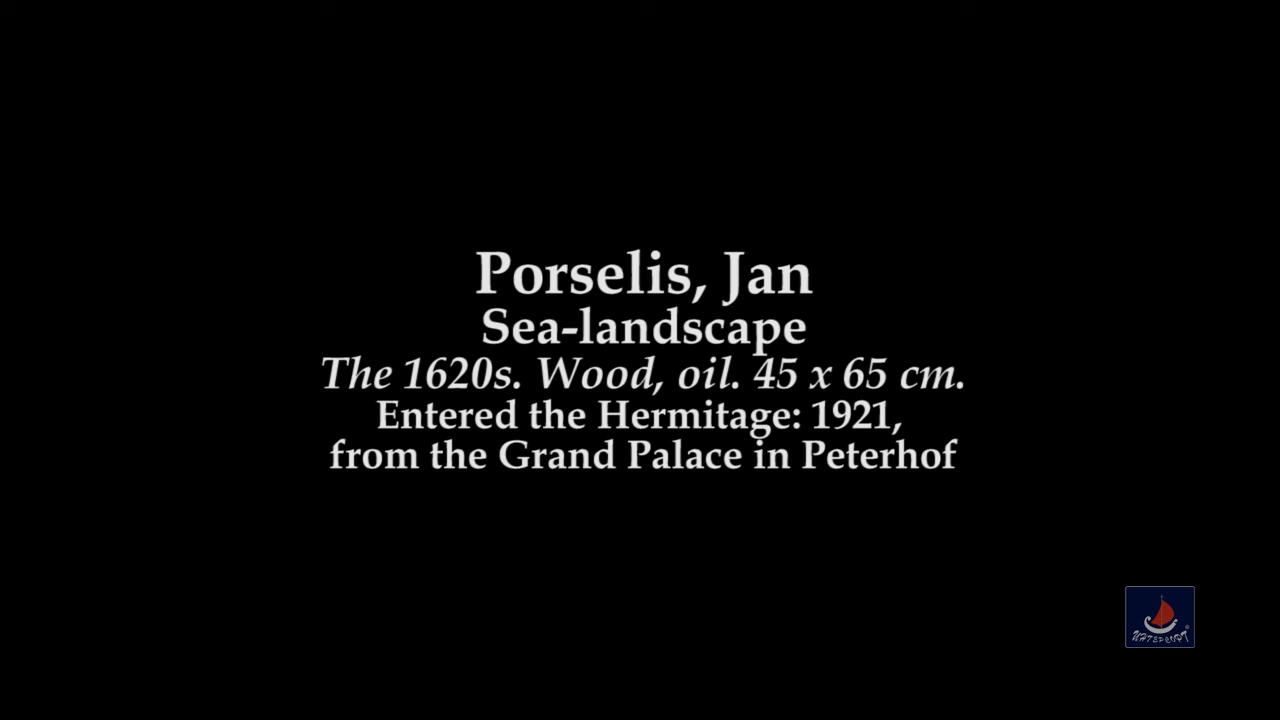 Porselis, Jan
Sea-landscape
The 1620s. Wood, oil. 45 x 65 cm.
Entered the Hermitage: 1921,
from the Grand Palace in Peterhof